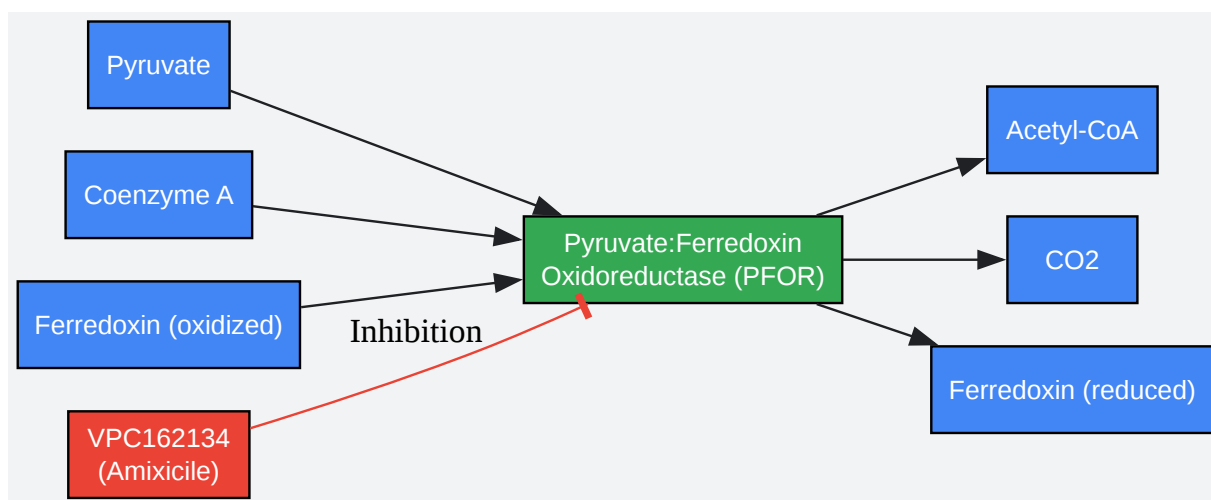 Pyruvate
Coenzyme A
Ferredoxin (oxidized)
VPC162134
(Amixicile)
Inhibition
Pyruvate:Ferredoxin
Oxidoreductase (PFOR)
Acetyl-CoA
CO2
Ferredoxin (reduced)